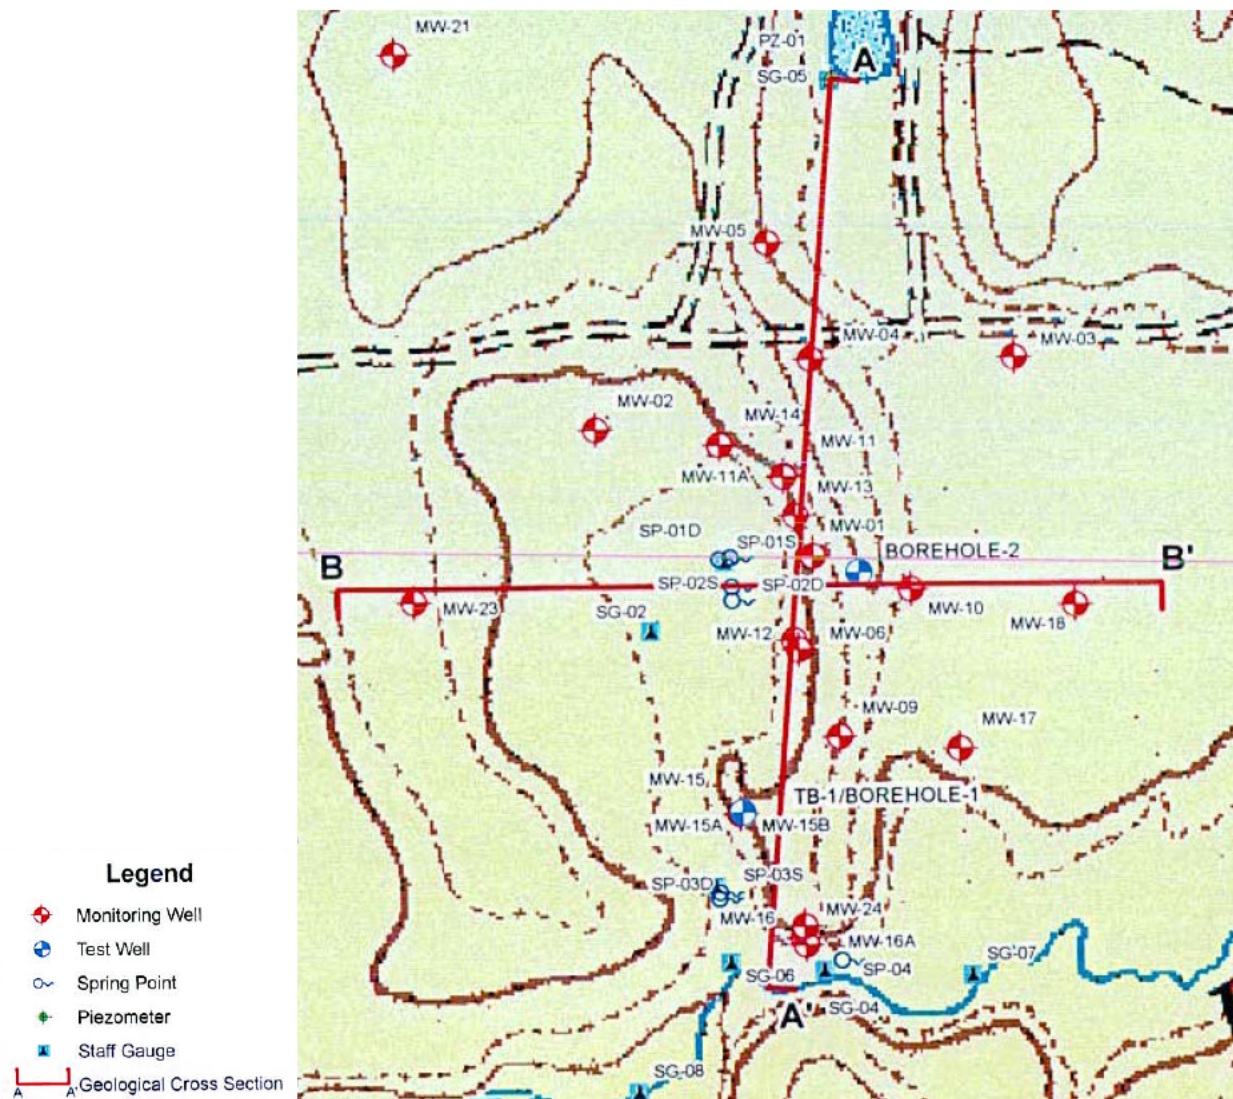 MW-21
PZ-01
A
SG-05
MW-05
MW-04
MW-03
MW-02
MW-14
MW-11
MW-11A
MW-13
SP-01D
SP-01S
MW-01
BOREHOLE-2
B
B'
SP-02S
SP-02D
MW-23
SG-02
MW-10
MW-18
MW-12
MW-06
MW-09
MW-17
MW-15
TB-1/BOREHOLE-1
MW-15A
MW-15B
SP-03D
SP-03S
MW-16
MW-24
MW-16A
SG-07
SG-06
SP-04
A'
SG-04
SG-08
Legend
Monitoring Well
Test Well
Spring Point
Piezometer
Staff Gauge
A A' Geological Cross Section